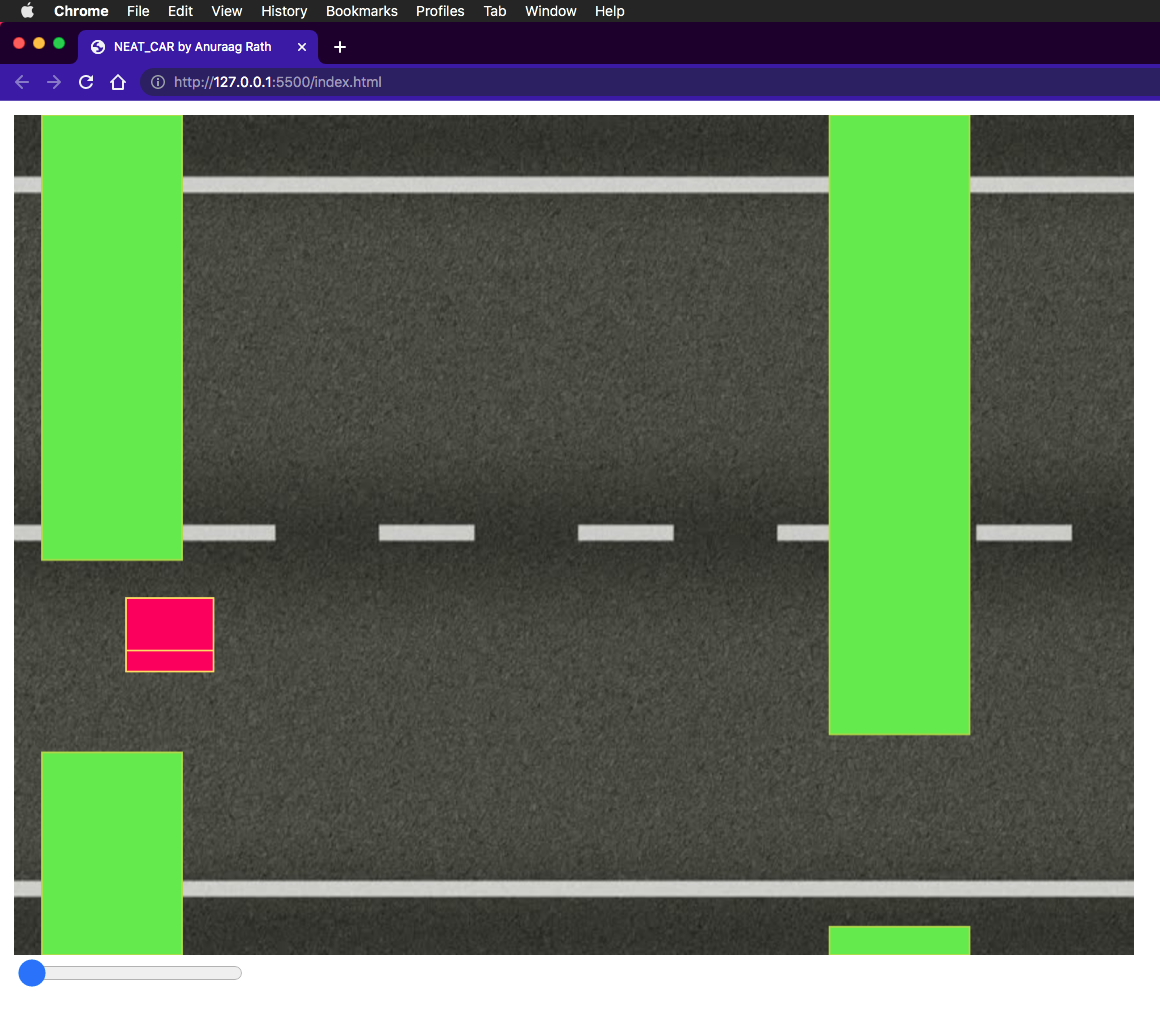 Chrome File Edit View History Bookmarks Profiles Tab Window Help
NEAT_CAR by Anuraag Rath
http://127.0.0.1:5500/index.html